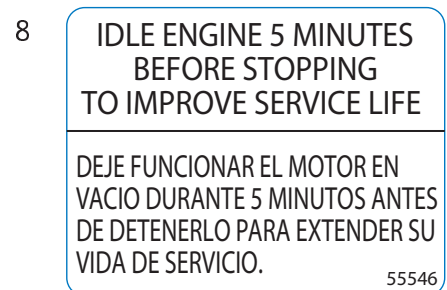 8
IDLE ENGINE 5 MINUTES
BEFORE STOPPING
TO IMPROVE SERVICE LIFE
DEJE FUNCIONAR EL MOTOR EN
VACIO DURANTE 5 MINUTOS ANTES
DE DETENERLO PARA EXTENDER SU
VIDA DE SERVICIO.
55546